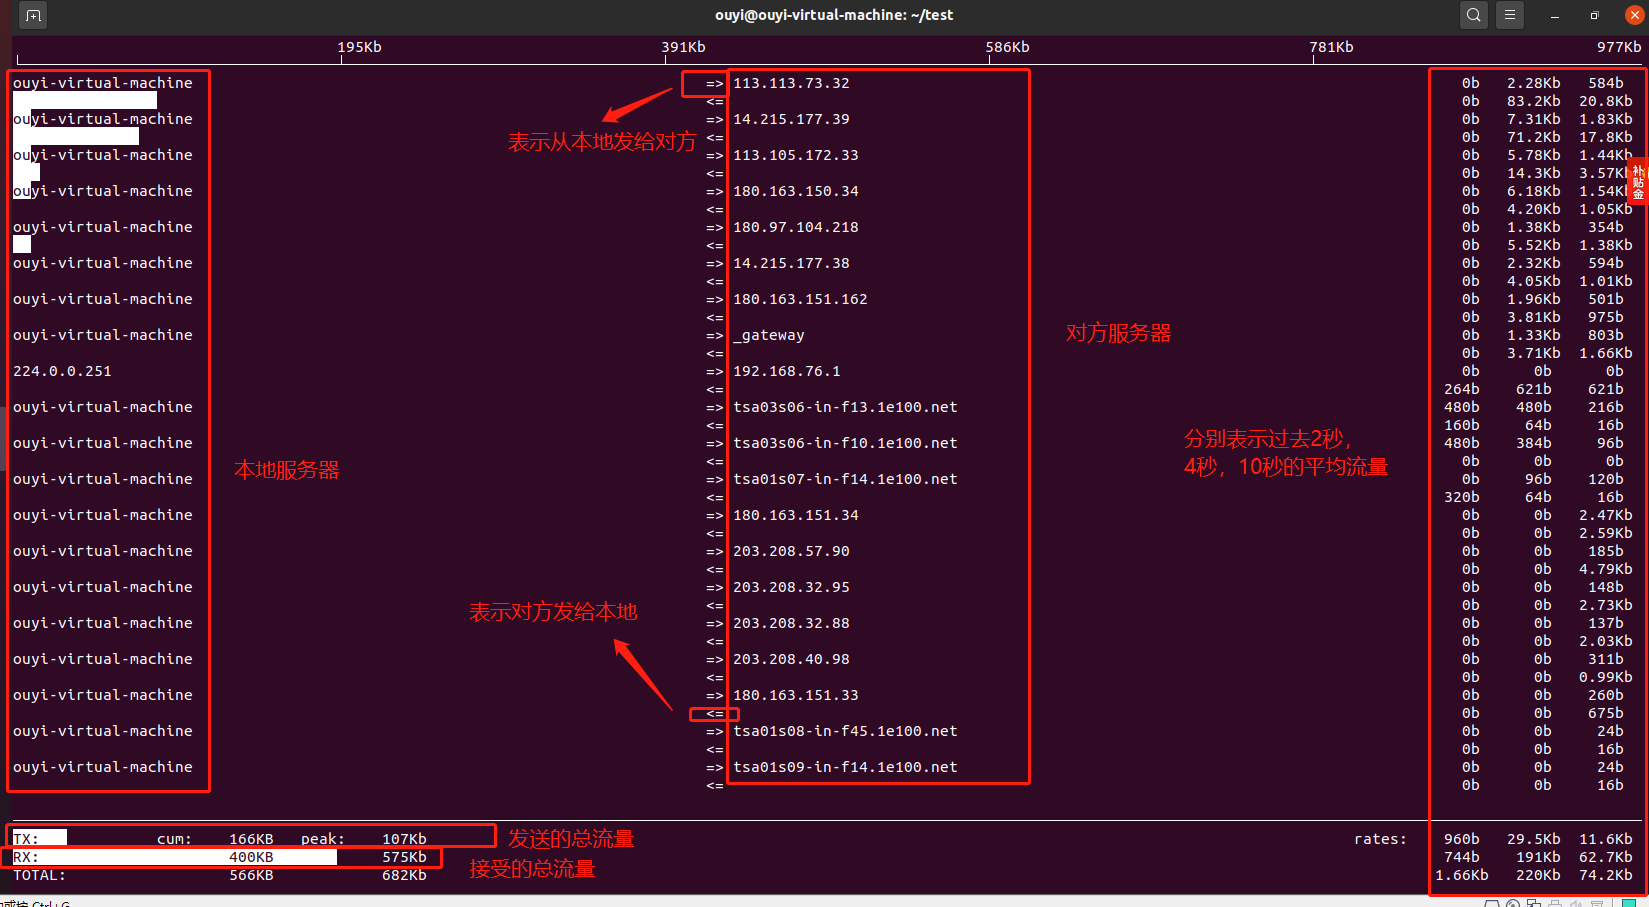 ouyi@ouyi-virtual-machine: ~/test
195Kb 391Kb 586Kb 781Kb 977Kb
ouyi-virtual-machine => 113.113.73.32 0b 2.28Kb 584b
<= 0b 83.2Kb 20.8Kb
ouyi-virtual-machine => 14.215.177.39 0b 7.31Kb 1.83Kb
表示从本地发给对方 <= 0b 71.2Kb 17.8Kb
ouyi-virtual-machine => 113.105.172.33 0b 5.78Kb 1.44Kb
<= 0b 14.3Kb 3.57Kb
补贴金
ouyi-virtual-machine => 180.163.150.34 0b 6.18Kb 1.54Kb
<= 0b 4.20Kb 1.05Kb
ouyi-virtual-machine => 180.97.104.218 0b 1.38Kb 354b
<= 0b 5.52Kb 1.38Kb
ouyi-virtual-machine => 14.215.177.38 0b 2.32Kb 594b
<= 0b 4.05Kb 1.01Kb
ouyi-virtual-machine => 180.163.151.162 0b 1.96Kb 501b
<= 0b 3.81Kb 975b
ouyi-virtual-machine => _gateway 对方服务器 0b 1.33Kb 803b
<= 0b 3.71Kb 1.66Kb
224.0.0.251 => 192.168.76.1 0b 0b 0b
<= 264b 621b 621b
ouyi-virtual-machine => tsa03s06-in-f13.1e100.net 480b 480b 216b
<= 160b 64b 16b
ouyi-virtual-machine => tsa03s06-in-f10.1e100.net 分别表示过去2秒， 480b 384b 96b
本地服务器 <= 4秒，10秒的平均流量 0b 0b 0b
ouyi-virtual-machine => tsa01s07-in-f14.1e100.net 0b 96b 120b
<= 320b 64b 16b
ouyi-virtual-machine => 180.163.151.34 0b 0b 2.47Kb
<= 0b 0b 2.59Kb
ouyi-virtual-machine => 203.208.57.90 0b 0b 185b
<= 0b 0b 4.79Kb
ouyi-virtual-machine => 203.208.32.95 0b 0b 148b
表示对方发给本地 <= 0b 0b 2.73Kb
ouyi-virtual-machine => 203.208.32.88 0b 0b 137b
<= 0b 0b 2.03Kb
ouyi-virtual-machine => 203.208.40.98 0b 0b 311b
<= 0b 0b 0.99Kb
ouyi-virtual-machine => 180.163.151.33 0b 0b 260b
<= 0b 0b 675b
ouyi-virtual-machine => tsa01s08-in-f45.1e100.net 0b 0b 24b
<= 0b 0b 16b
ouyi-virtual-machine => tsa01s09-in-f14.1e100.net 0b 0b 24b
<= 0b 0b 16b
TX: cum: 166KB peak: 107Kb 发送的总流量 rates: 960b 29.5Kb 11.6Kb
RX: 400KB 575Kb 接受的总流量 744b 191Kb 62.7Kb
TOTAL: 566KB 682Kb 1.66Kb 220Kb 74.2Kb
Ctrl+G